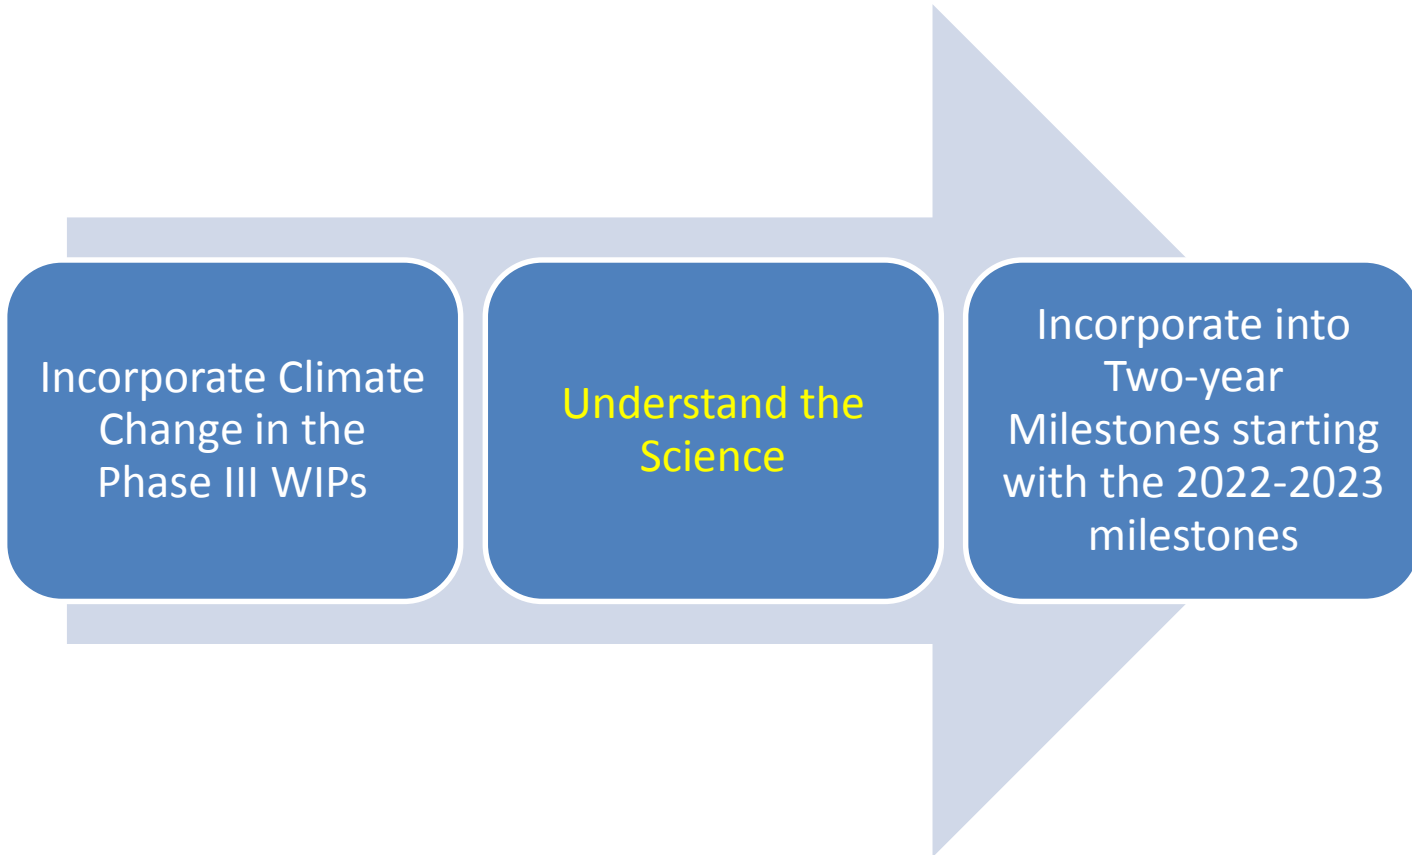 Incorporate Climate
Change in the
Phase III WIPs
Understand the
Science
Incorporate into
Two-year
Milestones starting
with the 2022-2023
milestones